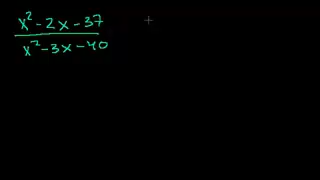 x² - 2x - 37
x² - 3x - 40